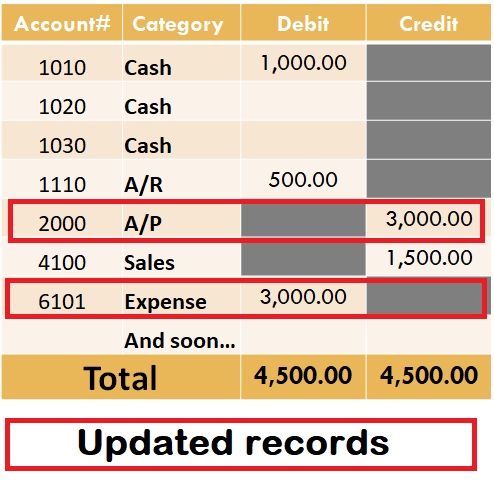 Account# Category Debit Credit
1010 Cash 1,000.00
1020 Cash
1030 Cash
1110 A/R 500.00
2000 A/P 3,000.00
4100 Sales 1,500.00
6101 Expense 3,000.00
And soon...
Total 4,500.00 4,500.00
Updated records